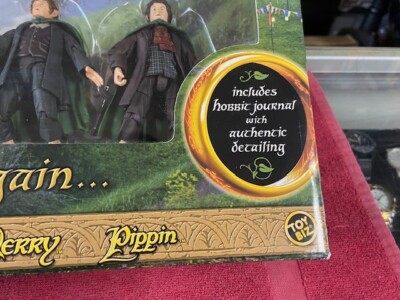 includes
hobbit journal
with
authentic
detailing
gain...
Merry Pippin
TOY
BIZ